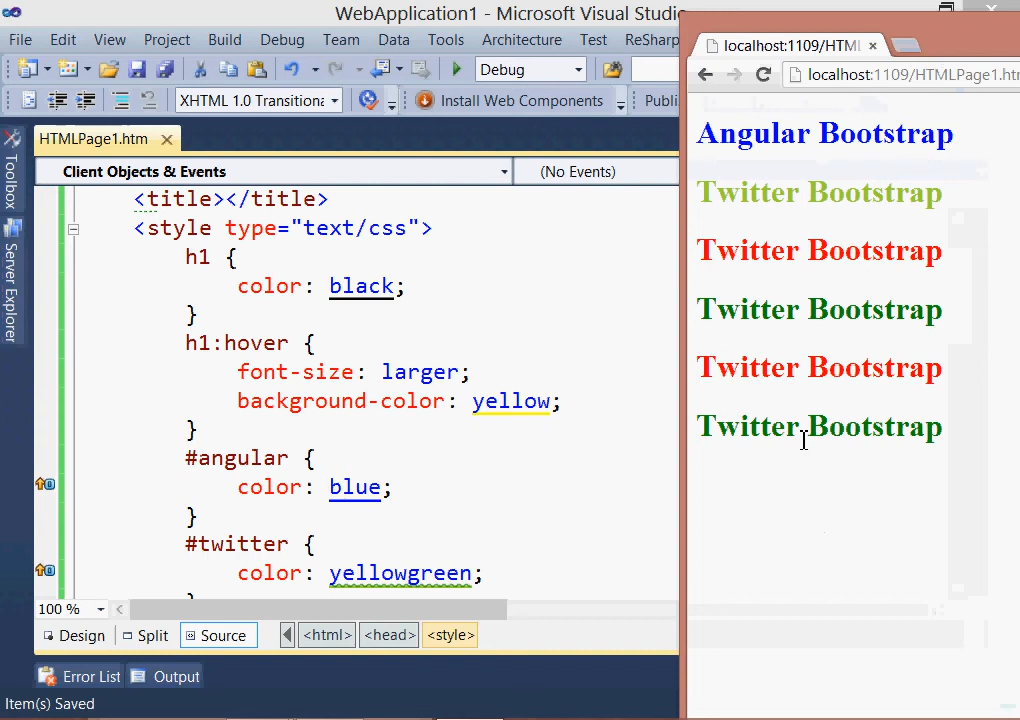 WebApplication1 - Microsoft Visual Studio
File Edit View Project Build Debug Team Data Tools Architecture Test ReSharp
Debug
XHTML 1.0 Transitiona Install Web Components Publi
HTMLPage1.htm
Client Objects & Events (No Events)
Toolbox
Server Explorer
<title></title>
<style type="text/css">
h1 {
color: black;
}
h1:hover {
font-size: larger;
background-color: yellow;
}
#angular {
color: blue;
}
#twitter {
color: yellowgreen;
}
100 %
Design Split Source <html> <head> <style>
Error List Output
Item(s) Saved
localhost:1109/HTML
localhost:1109/HTMLPage1.htm
Angular Bootstrap
Twitter Bootstrap
Twitter Bootstrap
Twitter Bootstrap
Twitter Bootstrap
Twitter Bootstrap